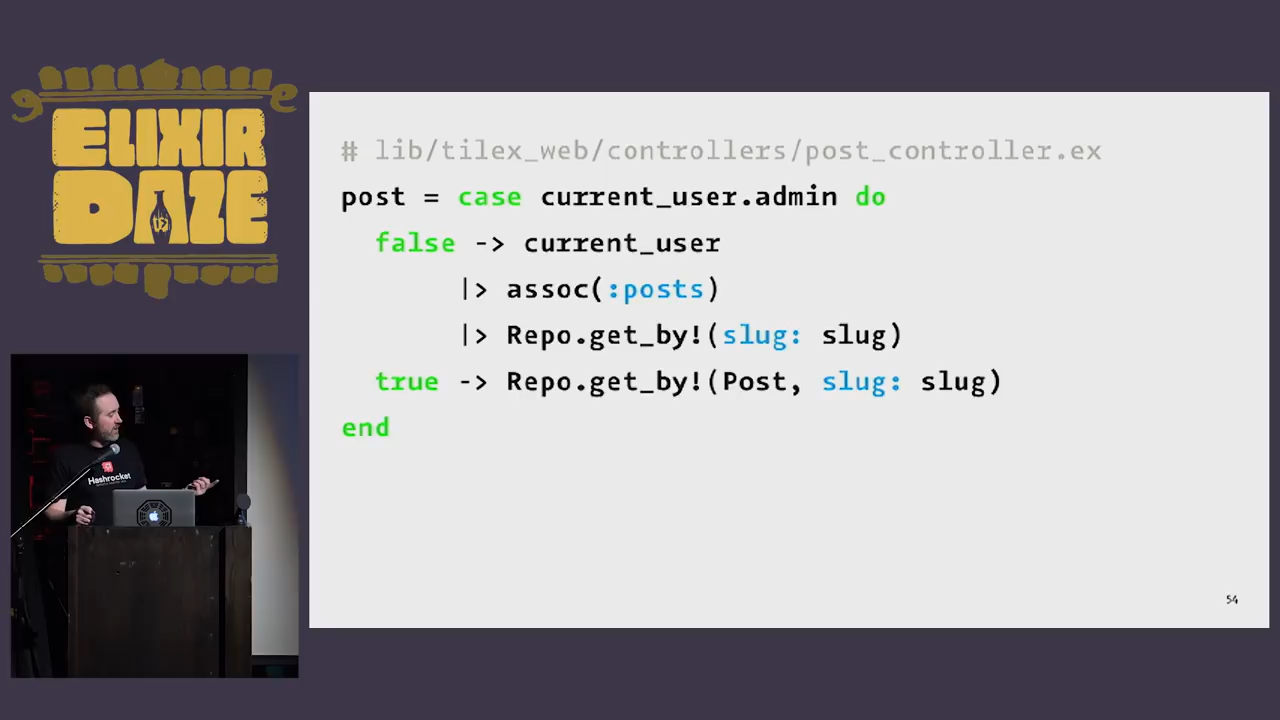 ELIXIR
DAZE
# lib/tilex_web/controllers/post_controller.ex
post = case current_user.admin do
  false -> current_user
       |> assoc(:posts)
       |> Repo.get_by!(slug: slug)
  true -> Repo.get_by!(Post, slug: slug)
end
54
Hashrocket